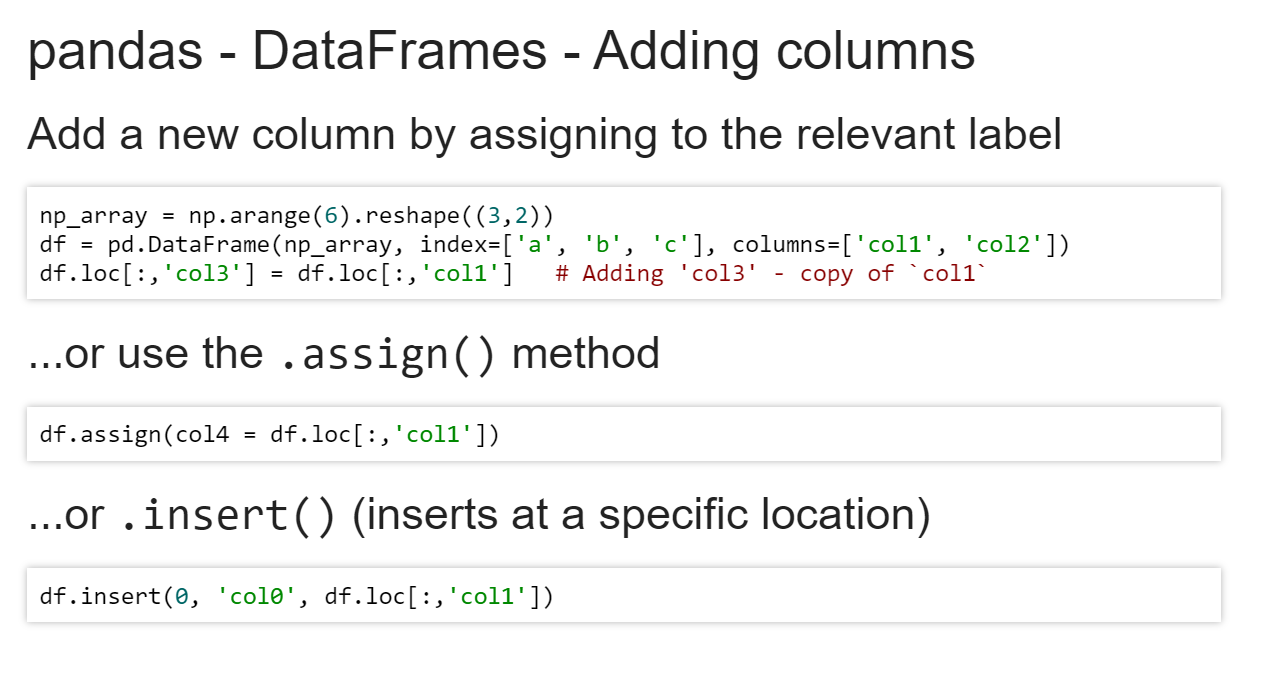 pandas - DataFrames - Adding columns
Add a new column by assigning to the relevant label
np_array = np.arange(6).reshape((3,2))
df = pd.DataFrame(np_array, index=['a', 'b', 'c'], columns=['col1', 'col2'])
df.loc[:,'col3'] = df.loc[:,'col1']   # Adding 'col3' - copy of `col1`
...or use the .assign() method
df.assign(col4 = df.loc[:,'col1'])
...or .insert() (inserts at a specific location)
df.insert(0, 'col0', df.loc[:,'col1'])